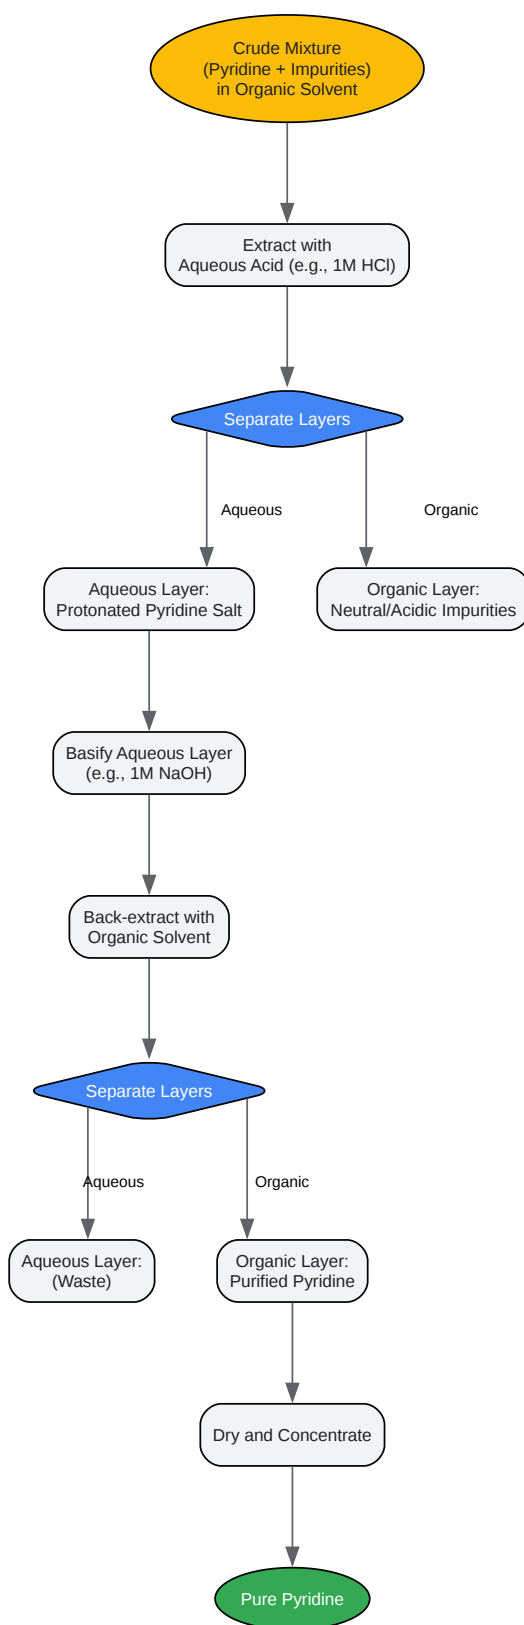 Crude Mixture
(Pyridine + Impurities)
in Organic Solvent
Extract with
Aqueous Acid (e.g., 1M HCl)
Separate Layers
Aqueous
Organic
Aqueous Layer:
Protonated Pyridine Salt
Organic Layer:
Neutral/Acidic Impurities
Basify Aqueous Layer
(e.g., 1M NaOH)
Back-extract with
Organic Solvent
Separate Layers
Aqueous
Organic
Aqueous Layer:
(Waste)
Organic Layer:
Purified Pyridine
Dry and Concentrate
Pure Pyridine